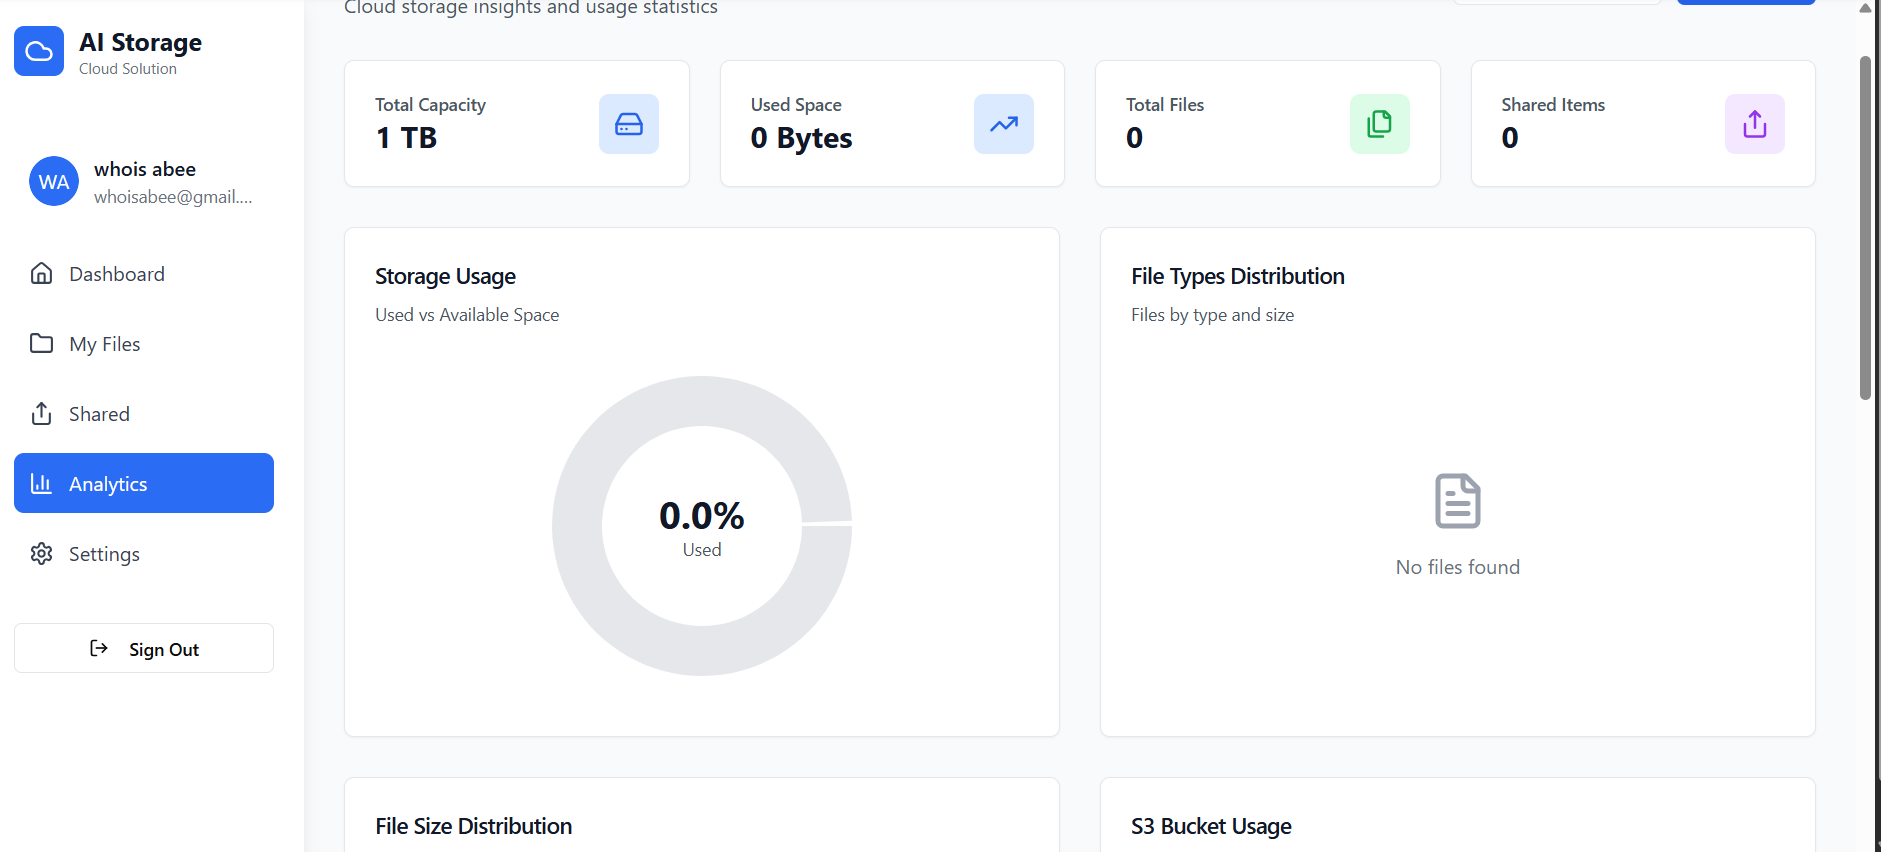 AI Storage
Cloud Solution
WA
whois abee
whoisabee@gmail....
Dashboard
My Files
Shared
Analytics
Settings
Sign Out
Cloud storage insights and usage statistics
Total Capacity
1 TB
Used Space
0 Bytes
Total Files
0
Shared Items
0
Storage Usage
Used vs Available Space
0.0%
Used
File Types Distribution
Files by type and size
No files found
File Size Distribution
S3 Bucket Usage